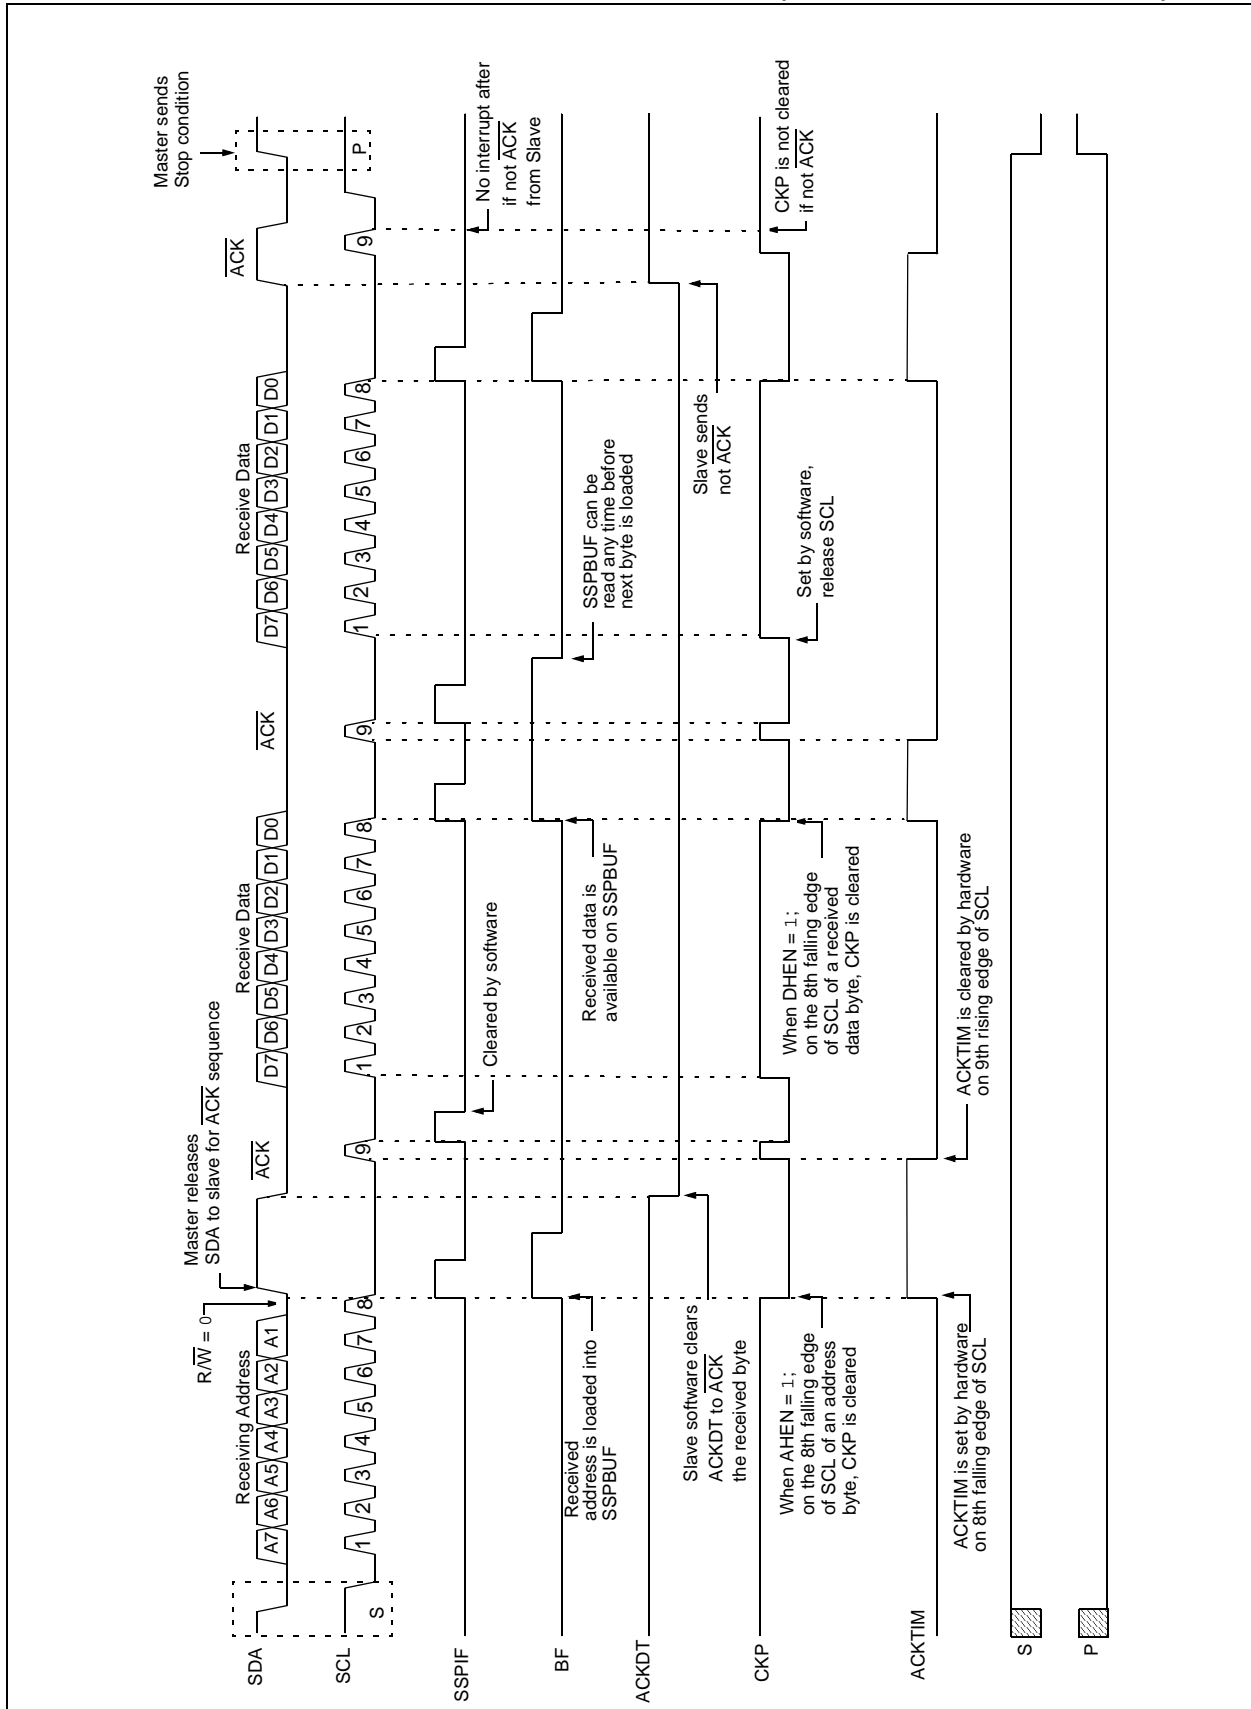 Master sends
Stop condition
Master releases
SDA to slave for ACK sequence
R/W = 0
Receiving Address
Receive Data
Receive Data
ACK
ACK
ACK
SDA
A7 A6 A5 A4 A3 A2 A1
D7 D6 D5 D4 D3 D2 D1 D0
D7 D6 D5 D4 D3 D2 D1 D0
SCL
S
1 2 3 4 5 6 7 8 9
1 2 3 4 5 6 7 8 9
1 2 3 4 5 6 7 8 9
P
SSPIF
Cleared by software
No interrupt after
if not ACK
from Slave
BF
Received
address is loaded into
SSPBUF
Received data is
available on SSPBUF
SSPBUF can be
read any time before
next byte is loaded
ACKDT
Slave software clears
ACKDT to ACK
the received byte
Slave sends
not ACK
CKP
When AHEN = 1;
on the 8th falling edge
of SCL of an address
byte, CKP is cleared
When DHEN = 1;
on the 8th falling edge
of SCL of a received
data byte, CKP is cleared
Set by software,
release SCL
CKP is not cleared
if not ACK
ACKTIM
ACKTIM is set by hardware
on 8th falling edge of SCL
ACKTIM is cleared by hardware
on 9th rising edge of SCL
S
P